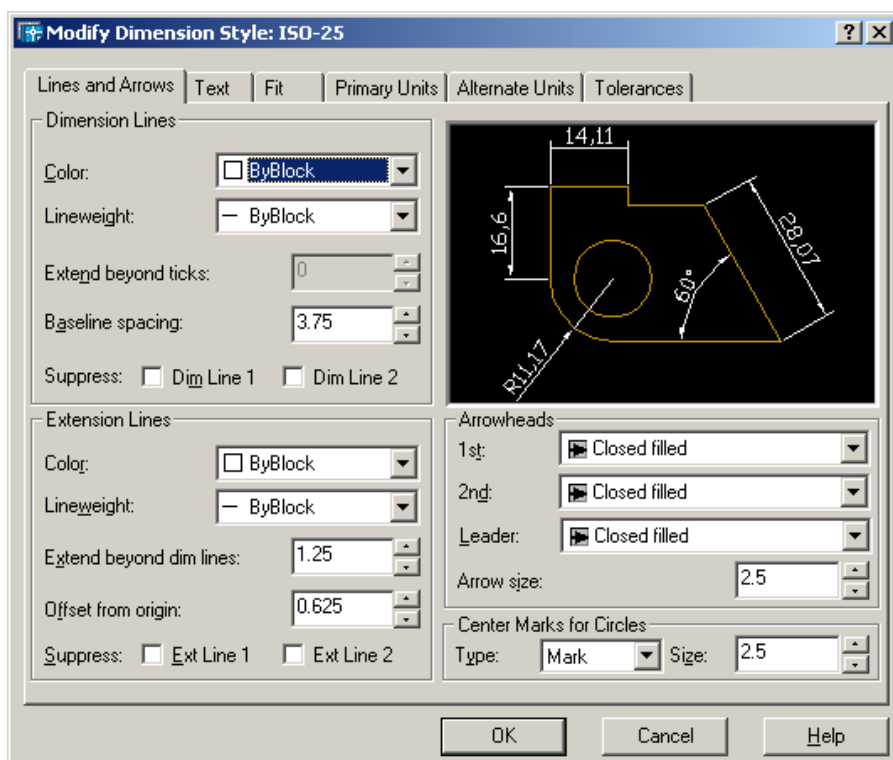 Modify Dimension Style: ISO-25
Lines and Arrows
Text
Fit
Primary Units
Alternate Units
Tolerances
Dimension Lines
Color:
ByBlock
Lineweight:
ByBlock
Extend beyond ticks:
0
Baseline spacing:
3.75
Suppress:
Dim Line 1
Dim Line 2
14,11
16,6
28,07
60°
R11,17
Extension Lines
Color:
ByBlock
Lineweight:
ByBlock
Extend beyond dim lines:
1.25
Offset from origin:
0.625
Suppress:
Ext Line 1
Ext Line 2
Arrowheads
1st:
Closed filled
2nd:
Closed filled
Leader:
Closed filled
Arrow size:
2.5
Center Marks for Circles
Type:
Mark
Size:
2.5
OK
Cancel
Help